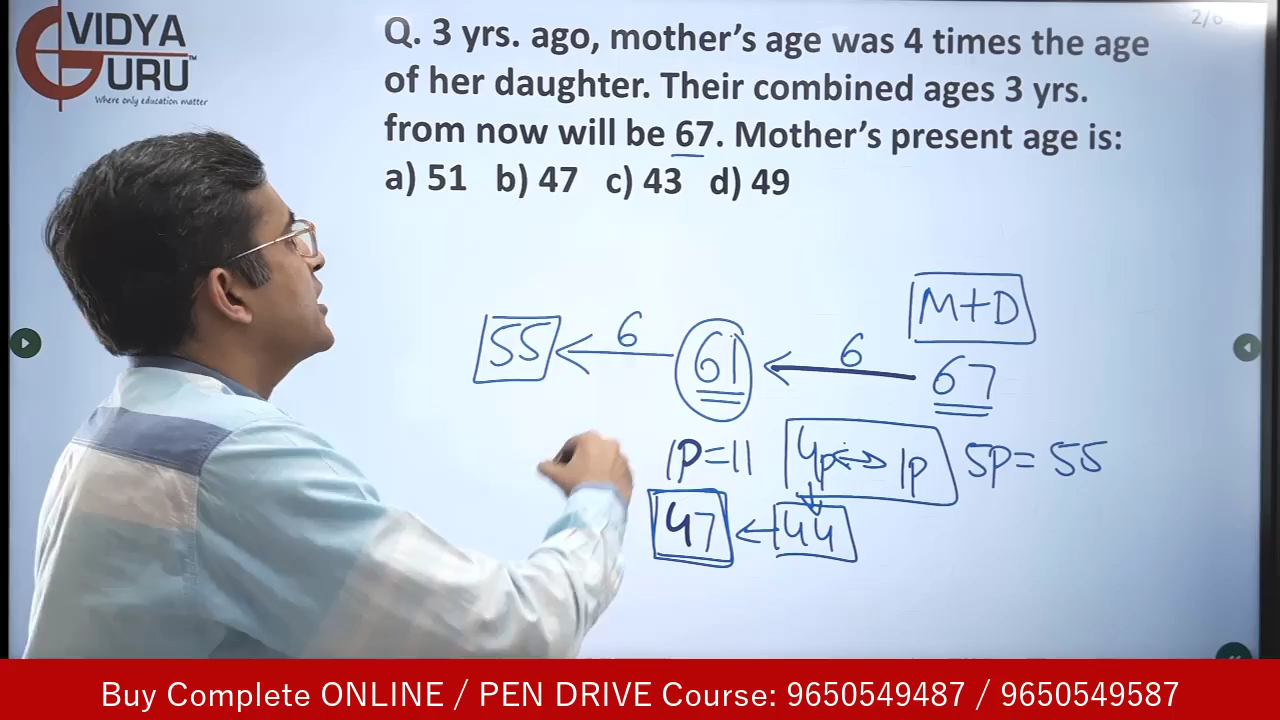 VIDYA
GURU™
Where only education matter
2/6
Q. 3 yrs. ago, mother's age was 4 times the age
of her daughter. Their combined ages 3 yrs.
from now will be 67. Mother's present age is:
a) 51 b) 47 c) 43 d) 49
M+D
55 ← 6 61 ← 6 67
1P=11 4p↔1p 5P=55
47 ← 44
Buy Complete ONLINE / PEN DRIVE Course: 9650549487 / 9650549587